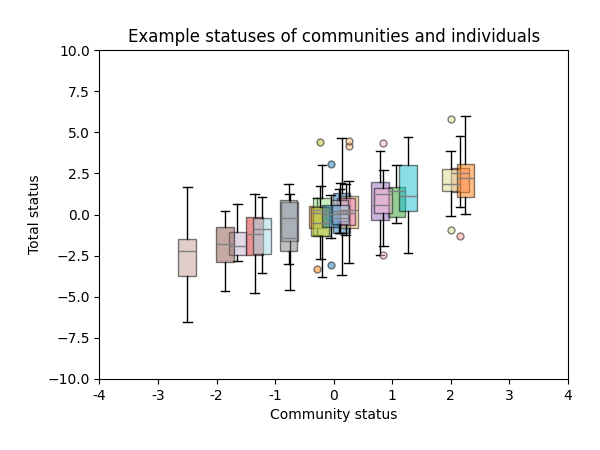 Example statuses of communities and individuals
10.0
7.5
5.0
2.5
0.0
−2.5
−5.0
−7.5
−10.0
Total status
-4 -3 -2 -1 0 1 2 3 4
Community status